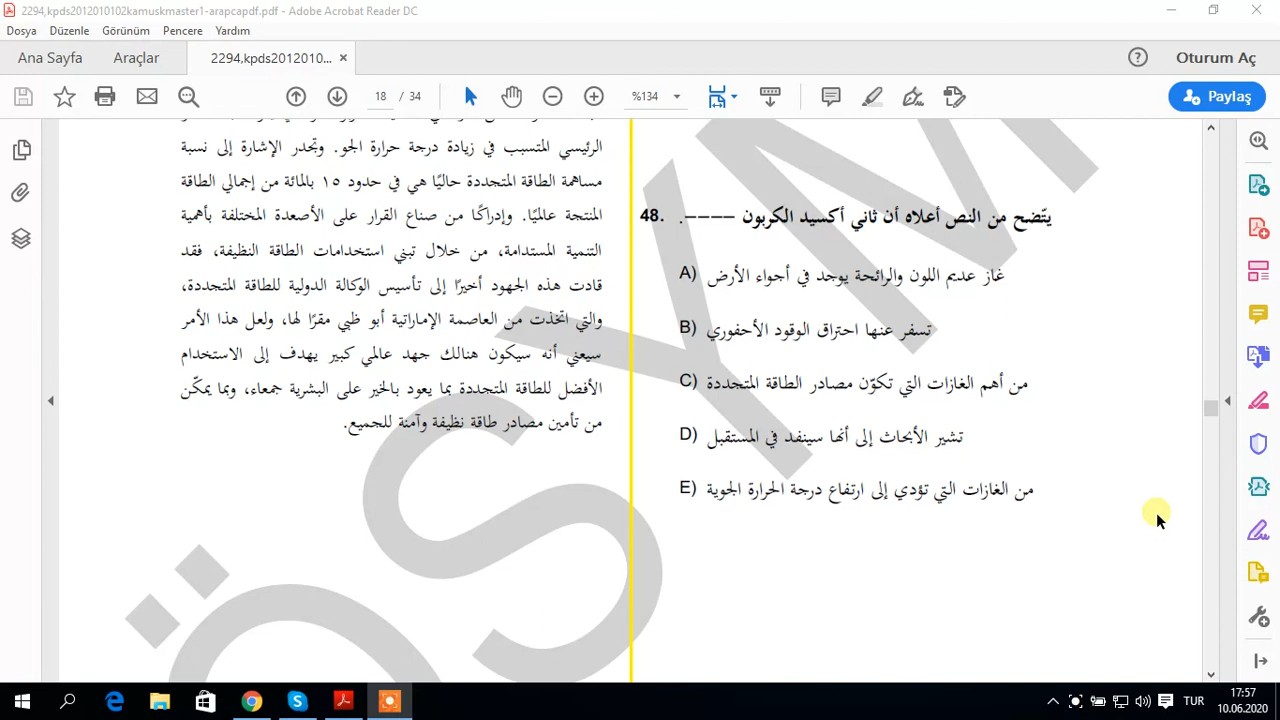 2294,kpds2012010102kamuskmaster1-arapcapdf.pdf - Adobe Acrobat Reader DC
Dosya Düzenle Görünüm Pencere Yardım
Ana Sayfa Araçlar 2294,kpds2012010... × Oturum Aç
18 / 34 %134 Paylaş
الرئيسي المتسبب في زيادة درجة حرارة الجو. وتجدر الإشارة إلى نسبة
مساهمة الطاقة المتجددة حاليًا هي في حدود ١٥ بالمائة من إجمالي الطاقة
المنتجة عالميًا. وإدراكًا من صناع القرار على الأصعدة المختلفة بأهمية
التنمية المستدامة، من خلال تبني استخدامات الطاقة النظيفة، فقد
قادت هذه الجهود أخيرًا إلى تأسيس الوكالة الدولية للطاقة المتجددة،
والتي اتخذت من العاصمة الإماراتية أبو ظبي مقرًا لها، ولعل هذا الأمر
سيعني أنه سيكون هنالك جهد عالمي كبير يهدف إلى الاستخدام
الأفضل للطاقة المتجددة بما يعود بالخير على البشرية جمعاء، وبما يمكّن
من تأمين مصادر طاقة نظيفة وآمنة للجميع.
48. يتّضح من النص أعلاه أن ثاني أكسيد الكربون ----.
A) غاز عديم اللون والرائحة يوجد في أجواء الأرض
B) تسفر عنها احتراق الوقود الأحفوري
C) من أهم الغازات التي تكوّن مصادر الطاقة المتجددة
D) تشير الأبحاث إلى أنها سينفد في المستقبل
E) من الغازات التي تؤدي إلى ارتفاع درجة الحرارة الجوية
ÖSYM
TUR 17:57
10.06.2020